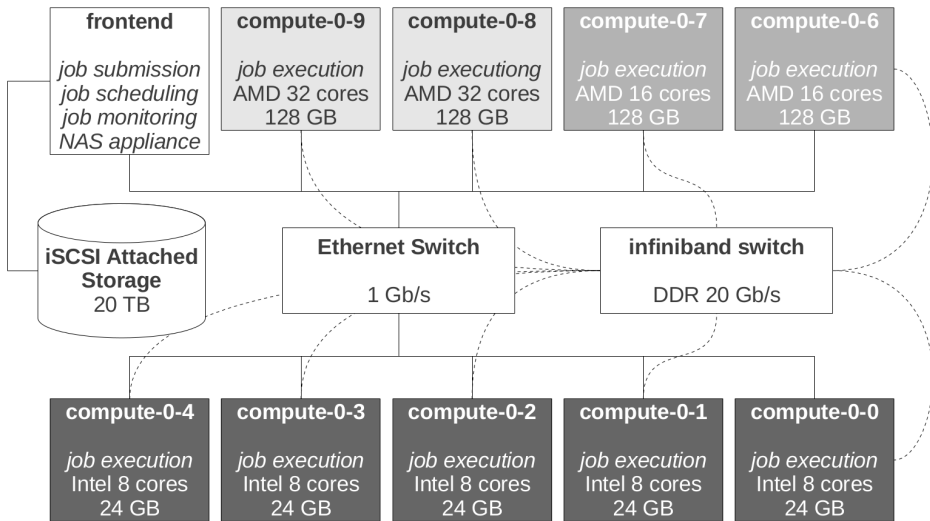 frontend
job submission
job scheduling
job monitoring
NAS appliance
compute-0-9
job execution
AMD 32 cores
128 GB
compute-0-8
job executiong
AMD 32 cores
128 GB
compute-0-7
job execution
AMD 16 cores
128 GB
compute-0-6
job execution
AMD 16 cores
128 GB
iSCSI Attached
Storage
20 TB
Ethernet Switch
1 Gb/s
infiniband switch
DDR 20 Gb/s
compute-0-4
job execution
Intel 8 cores
24 GB
compute-0-3
job execution
Intel 8 cores
24 GB
compute-0-2
job execution
Intel 8 cores
24 GB
compute-0-1
job execution
Intel 8 cores
24 GB
compute-0-0
job execution
Intel 8 cores
24 GB